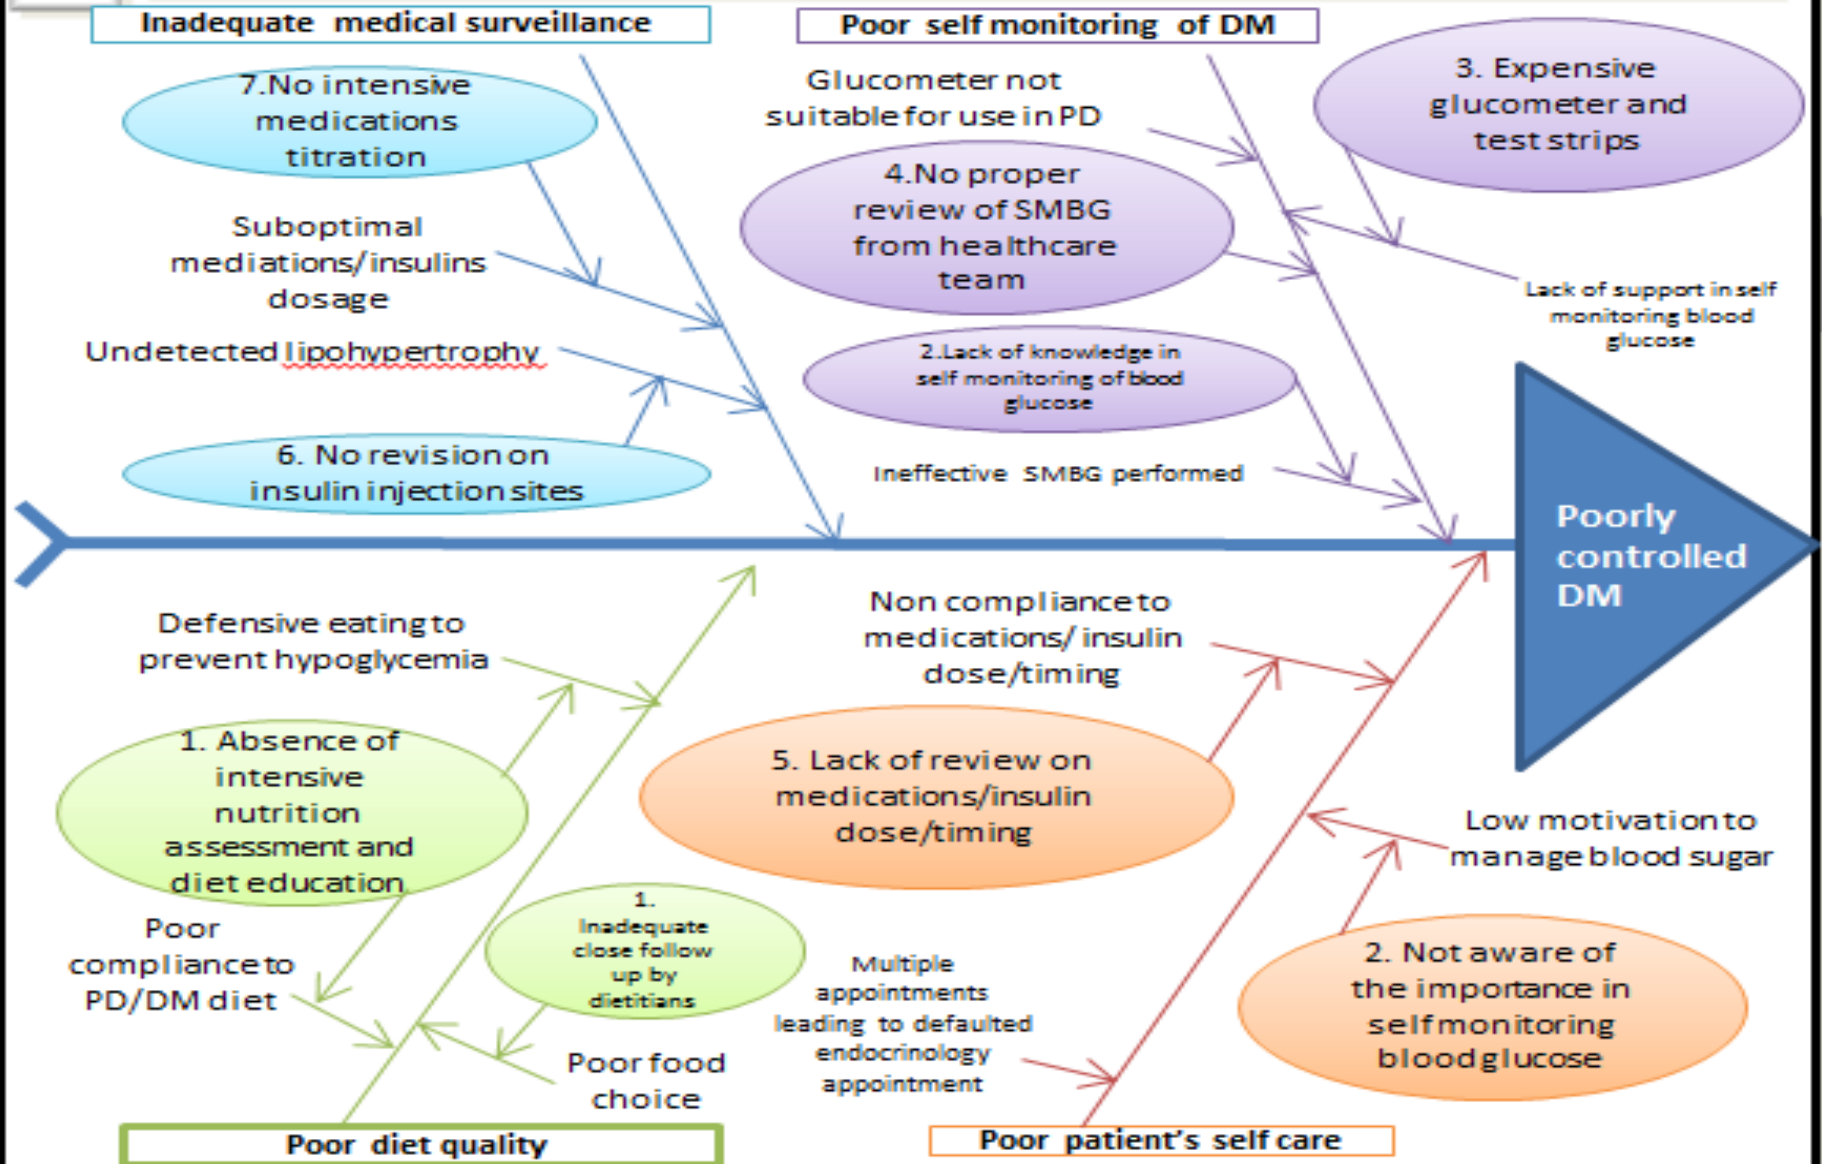 Inadequate medical surveillance
Poor self monitoring of DM
7.No intensive
medications
titration
Suboptimal
mediations/insulins
dosage
Undetected lipohypertrophy
6. No revision on
insulin injection sites
Glucometer not
suitable for use in PD
3. Expensive
glucometer and
test strips
4.No proper
review of SMBG
from healthcare
team
Lack of support in self
monitoring blood
glucose
2.Lack of knowledge in
self monitoring of blood
glucose
Ineffective SMBG performed
Poorly
controlled
DM
Defensive eating to
prevent hypoglycemia
1. Absence of
intensive
nutrition
assessment and
diet education
Poor
compliance to
PD/DM diet
1.
Inadequate
close follow
up by
dietitians
Poor food
choice
Poor diet quality
Non compliance to
medications/ insulin
dose/timing
5. Lack of review on
medications/insulin
dose/timing
Low motivation to
manage blood sugar
2. Not aware of
the importance in
self monitoring
blood glucose
Multiple
appointments
leading to defaulted
endocrinology
appointment
Poor patient's self care